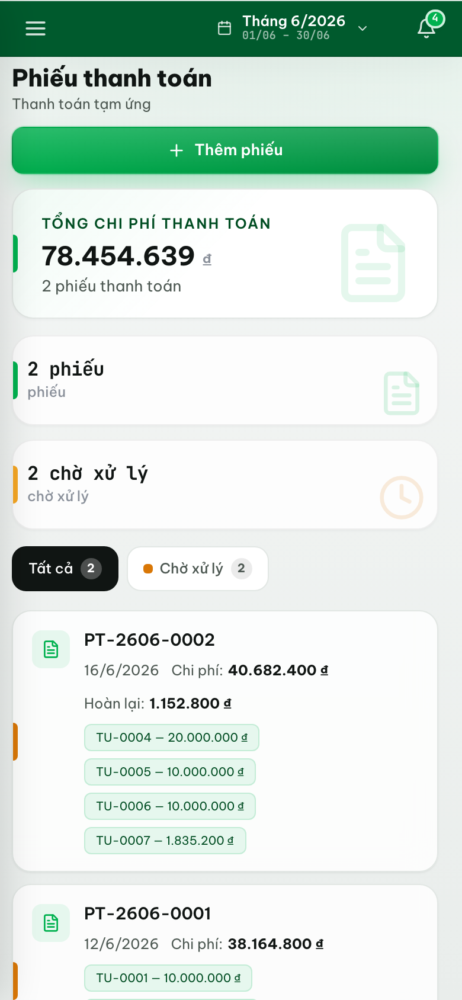 Tháng 6/2026
01/06 – 30/06
4
Phiếu thanh toán
Thanh toán tạm ứng
+ Thêm phiếu
TỔNG CHI PHÍ THANH TOÁN
78.454.639 ₫
2 phiếu thanh toán
2 phiếu
phiếu
2 chờ xử lý
chờ xử lý
Tất cả 2
Chờ xử lý 2
PT-2606-0002
16/6/2026 Chi phí: 40.682.400 ₫
Hoàn lại: 1.152.800 ₫
TU-0004 — 20.000.000 ₫
TU-0005 — 10.000.000 ₫
TU-0006 — 10.000.000 ₫
TU-0007 — 1.835.200 ₫
PT-2606-0001
12/6/2026 Chi phí: 38.164.800 ₫
TU-0001 — 10.000.000 ₫